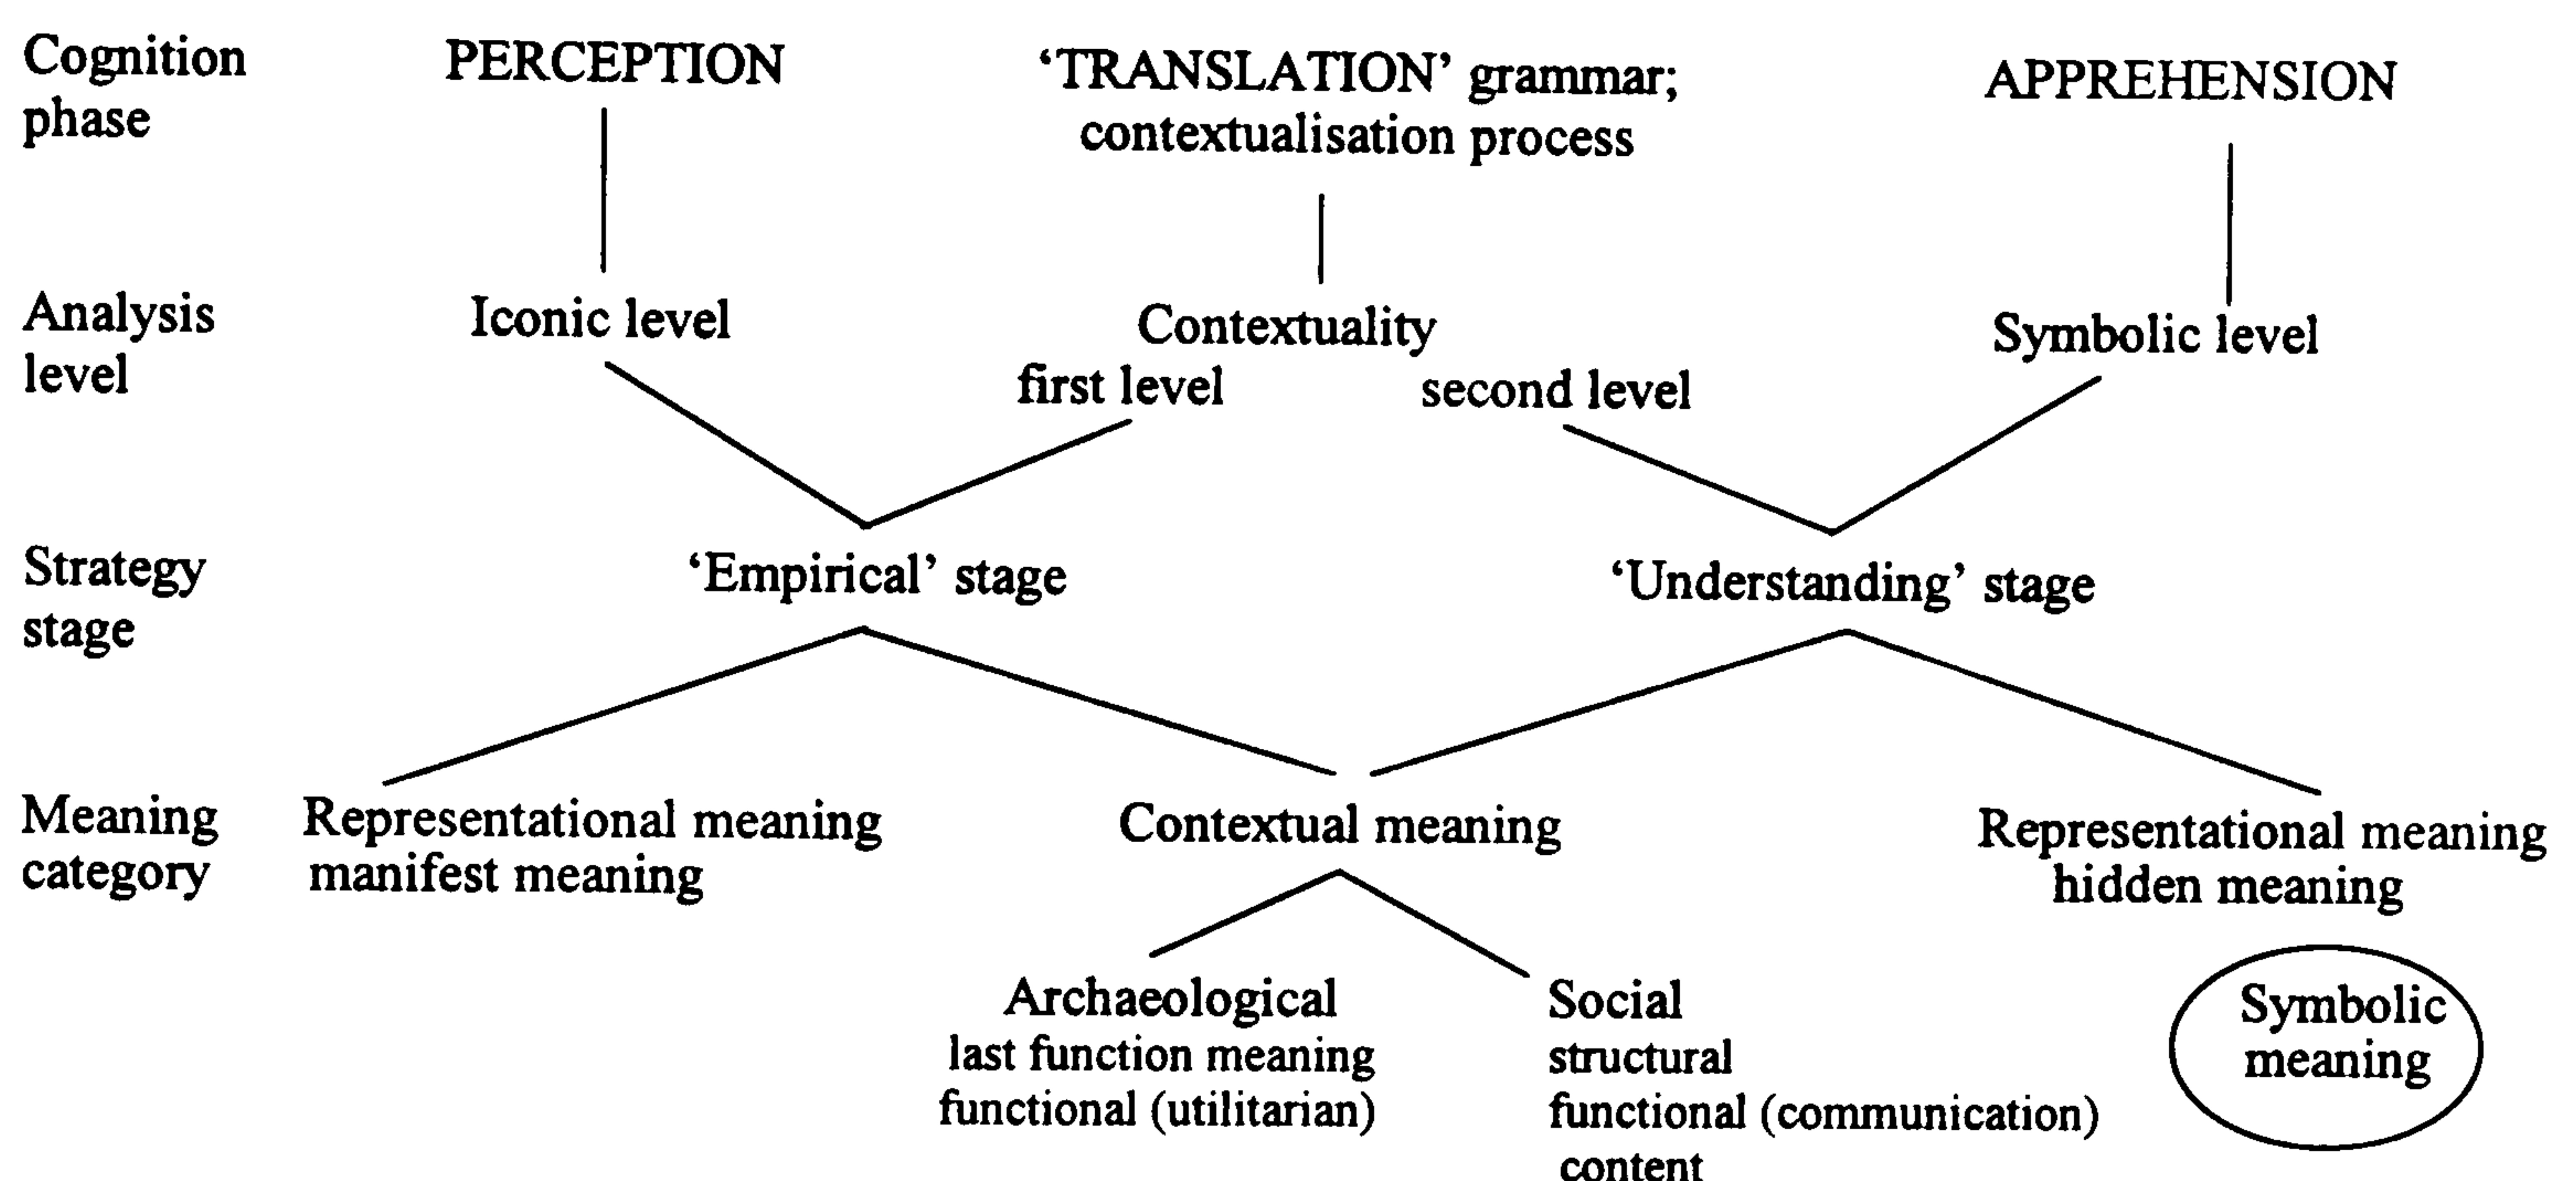 Cognition phase
PERCEPTION
‘TRANSLATION’ grammar;
contextualisation process
APPREHENSION
Analysis level
Iconic level
Contextuality
first level
second level
Symbolic level
Strategy stage
‘Empirical’ stage
‘Understanding’ stage
Meaning category
Representational meaning
manifest meaning
Contextual meaning
Representational meaning
hidden meaning
Archaeological
last function meaning
functional (utilitarian)
Social
structural
functional (communication)
content
Symbolic
meaning